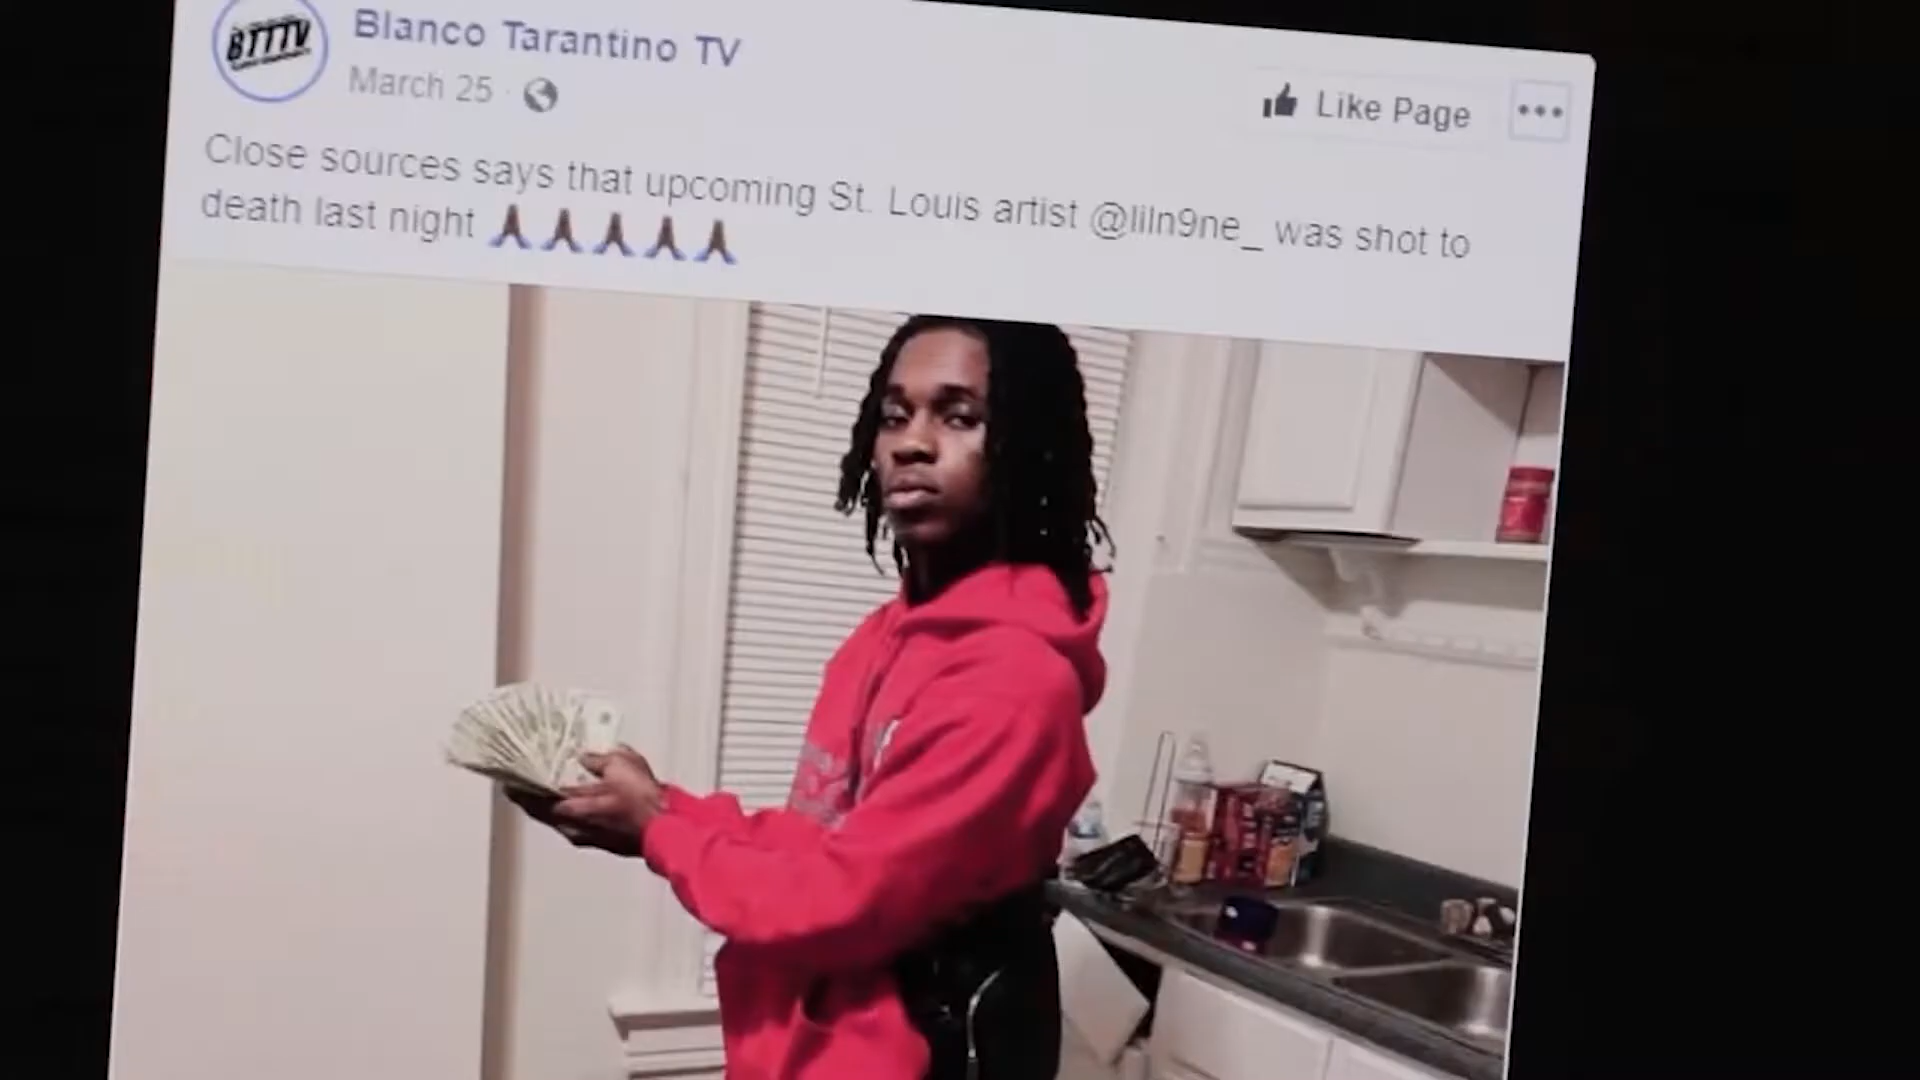 BTTTV
Blanco Tarantino TV
March 25 ·
Like Page
Close sources says that upcoming St. Louis artist @liln9ne_ was shot to
death last night 🙏🏿🙏🏿🙏🏿🙏🏿🙏🏿